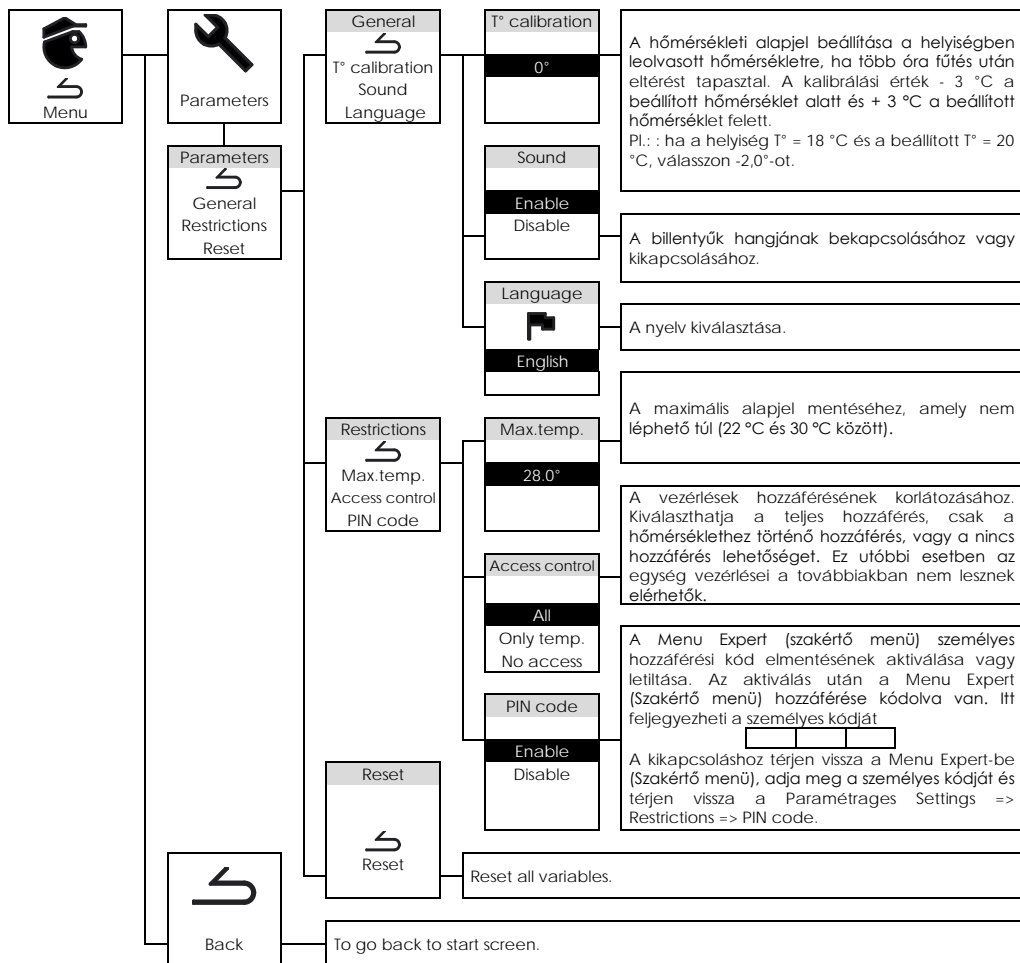 Menu
Parameters
Parameters
General
Restrictions
Reset
General
T° calibration
Sound
Language
T° calibration
0°
A hőmérsékleti alapjel beállítása a helyiségben
leolvasott hőmérsékletre, ha több óra fűtés után
eltérést tapasztal. A kalibrálási érték - 3 °C a
beállított hőmérséklet alatt és + 3 °C a beállított
hőmérséklet felett.
Pl.: : ha a helyiség T° = 18 °C és a beállított T° = 20
°C, válasszon -2,0°-ot.
Sound
Enable
Disable
A billentyűk hangjának bekapcsolásához vagy
kikapcsolásához.
Language
English
A nyelv kiválasztása.
Restrictions
Max.temp.
Access control
PIN code
Max.temp.
28.0°
A maximális alapjel mentéséhez, amely nem
léphető túl (22 °C és 30 °C között).
Access control
All
Only temp.
No access
A vezérlések hozzáférésének korlátozásához.
Kiválaszthatja a teljes hozzáférés, csak a
hőmérséklethez történő hozzáférés, vagy a nincs
hozzáférés lehetőséget. Ez utóbbi esetben az
egység vezérlései a továbbiakban nem lesznek
elérhetők.
PIN code
Enable
Disable
A Menu Expert (szakértő menü) személyes
hozzáférési kód elmentésének aktiválása vagy
letiltása. Az aktiválás után a Menu Expert
(Szakértő menü) hozzáférése kódolva van. Itt
feljegyezheti a személyes kódját
A kikapcsoláshoz térjen vissza a Menu Expert-be
(Szakértő menü), adja meg a személyes kódját és
térjen vissza a Paramétrages Settings =>
Restrictions => PIN code.
Reset
Reset
Reset all variables.
Back
To go back to start screen.